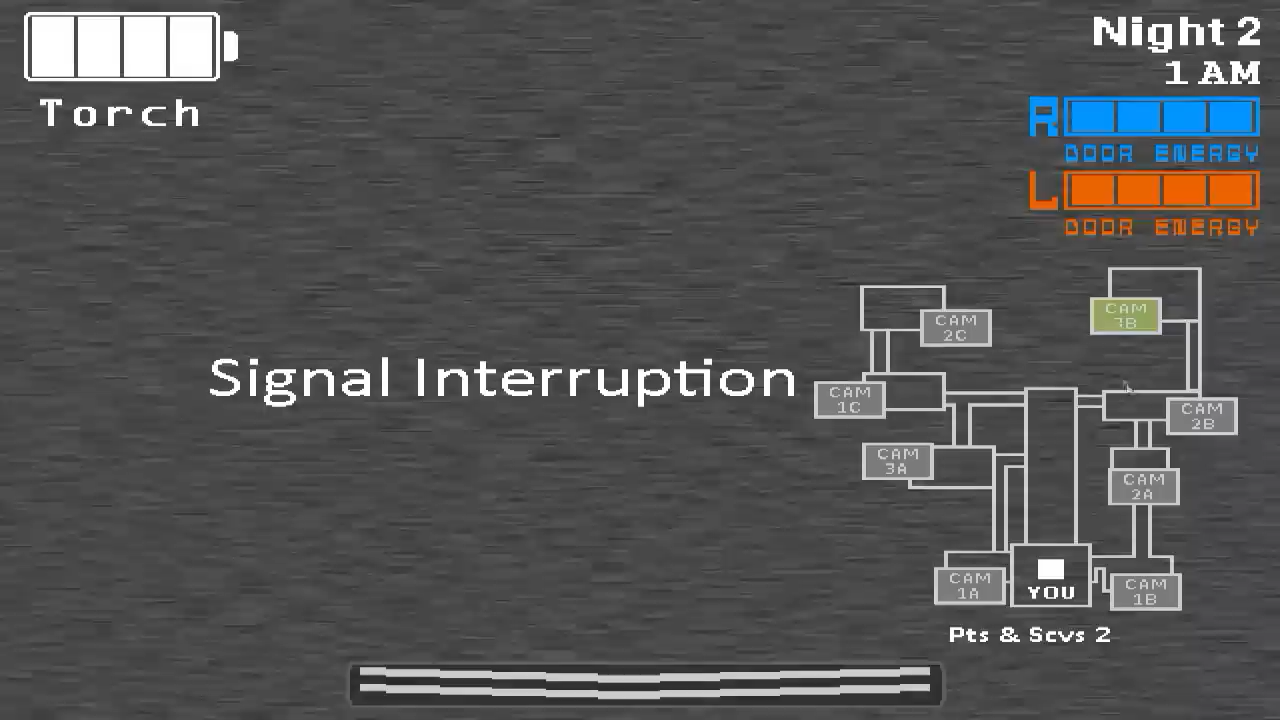 Torch
Night 2
1 AM
R
DOOR ENERGY
L
DOOR ENERGY
CAM
2C
CAM
3B
Signal Interruption
CAM
1C
CAM
2B
CAM
3A
CAM
2A
CAM
1A
YOU
CAM
1B
Pts & Scvs 2